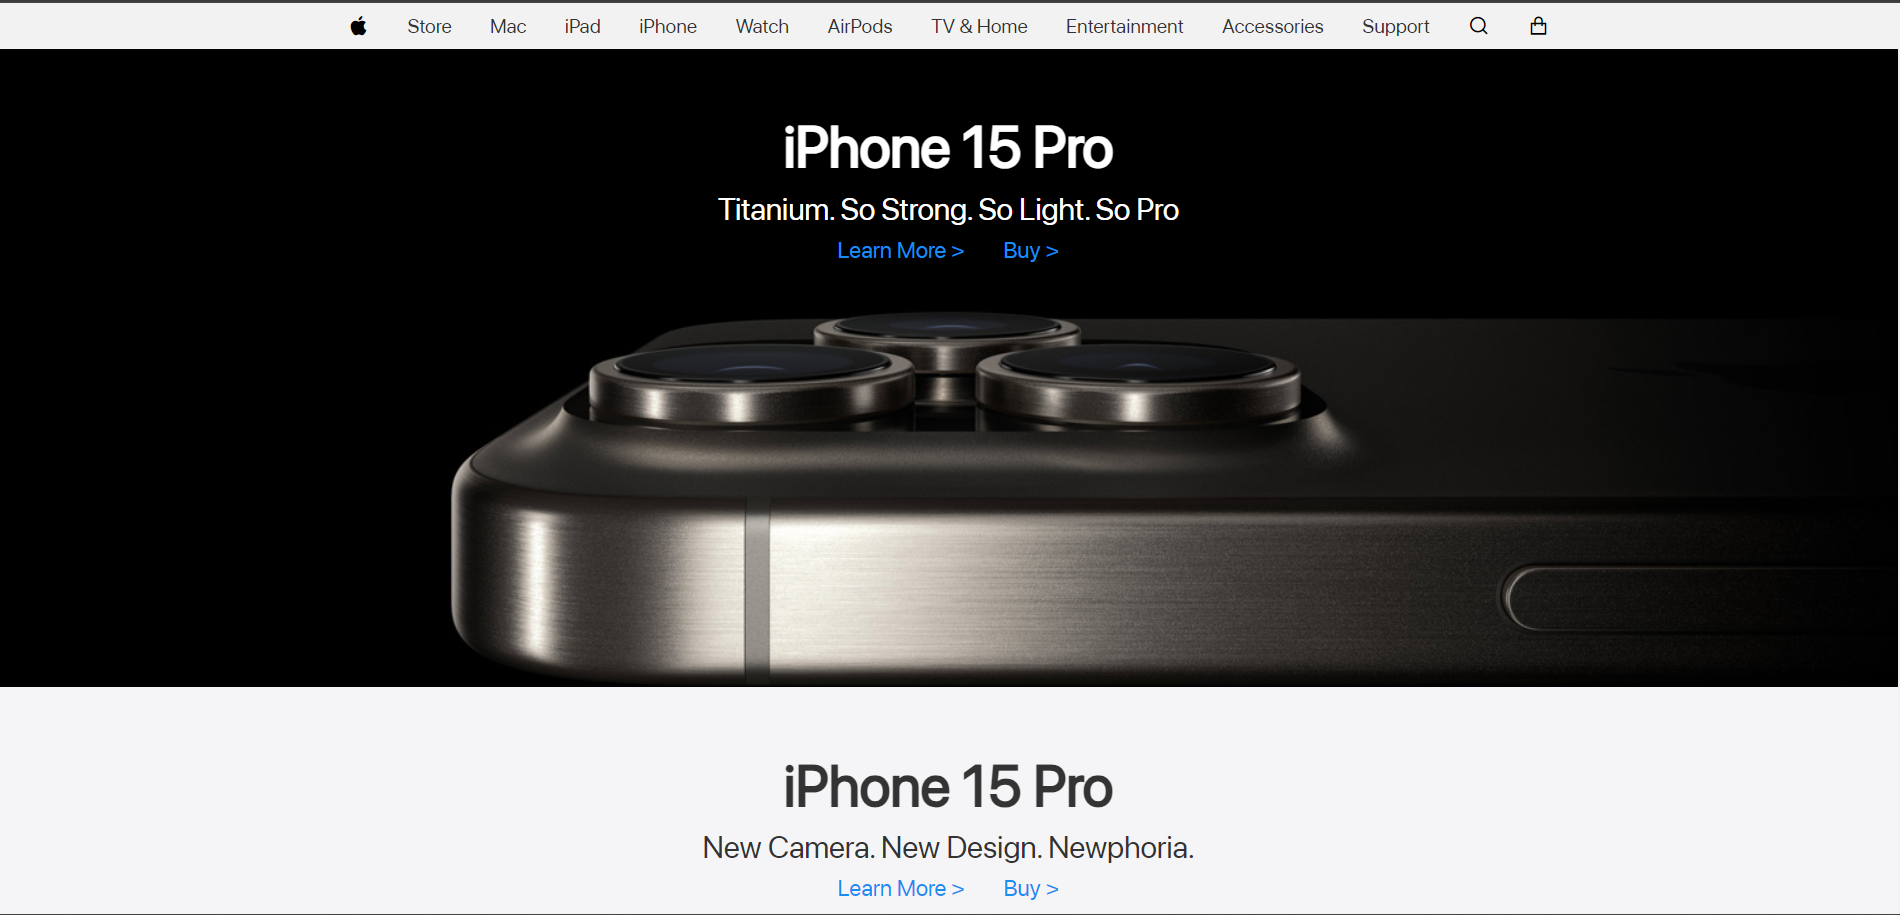 Store Mac iPad iPhone Watch AirPods TV & Home Entertainment Accessories Support
iPhone 15 Pro
Titanium. So Strong. So Light. So Pro
Learn More > Buy >
iPhone 15 Pro
New Camera. New Design. Newphoria.
Learn More > Buy >